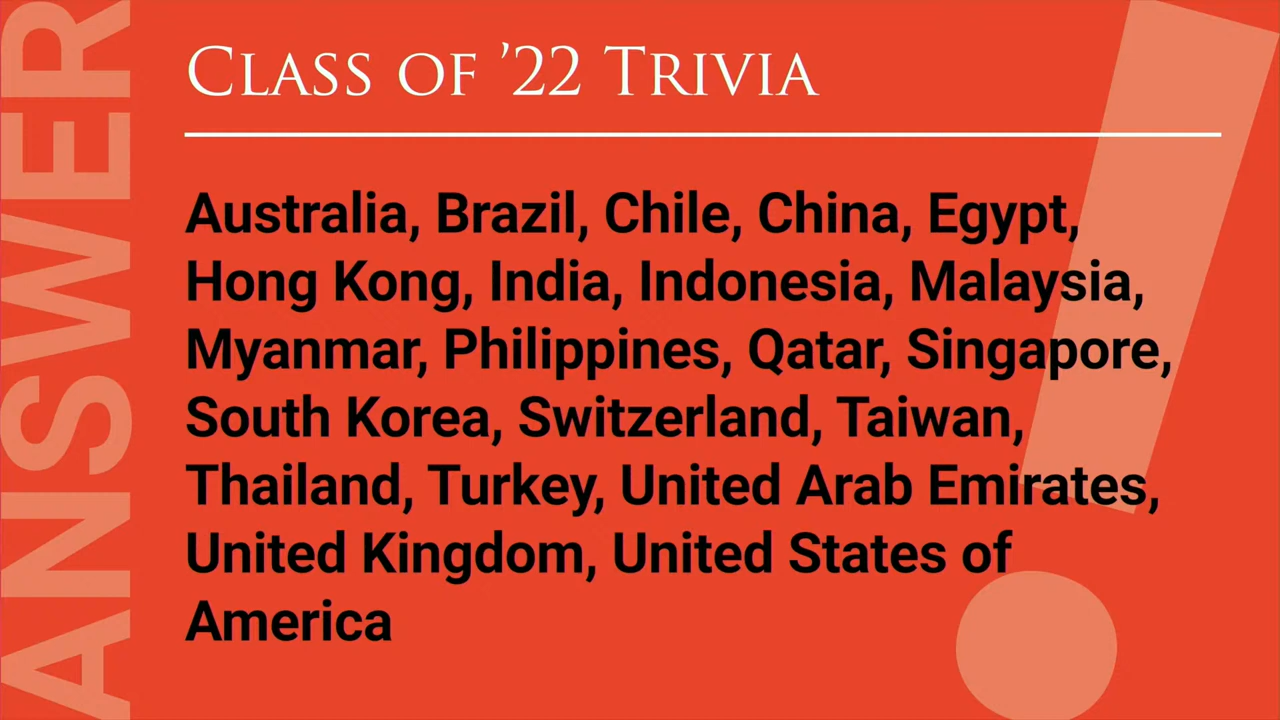 ANSWER
Class of ’22 Trivia
Australia, Brazil, Chile, China, Egypt,
Hong Kong, India, Indonesia, Malaysia,
Myanmar, Philippines, Qatar, Singapore,
South Korea, Switzerland, Taiwan,
Thailand, Turkey, United Arab Emirates,
United Kingdom, United States of
America
!